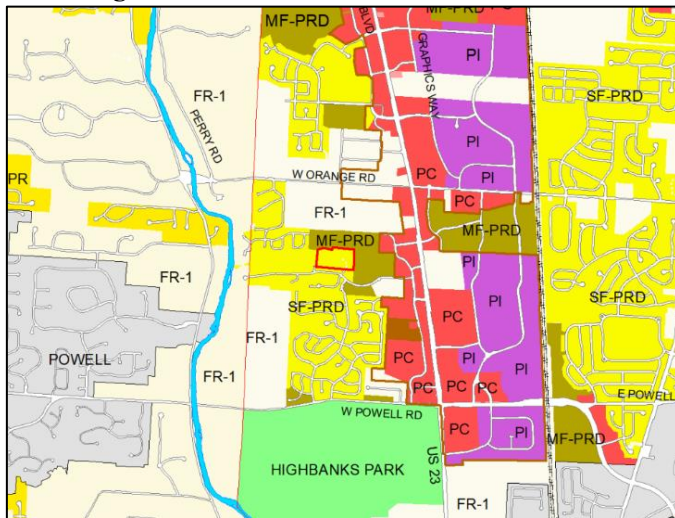 MF-PRD
BLVD
MF-PRD
GRAPHICS WAY
PI
FR-1
PERRY RD
SF-PRD
PI
PR
W ORANGE RD
PC
PI
PC
FR-1
MF-PRD
MF-PRD
FR-1
PI
PI
SF-PRD
SF-PRD
PC
FR-1
POWELL
FR-1
PC
PI
PC
PC
PC
PC
E POWELL
W POWELL RD
PI
MF-PRD
HIGHBANKS PARK
US 23
FR-1